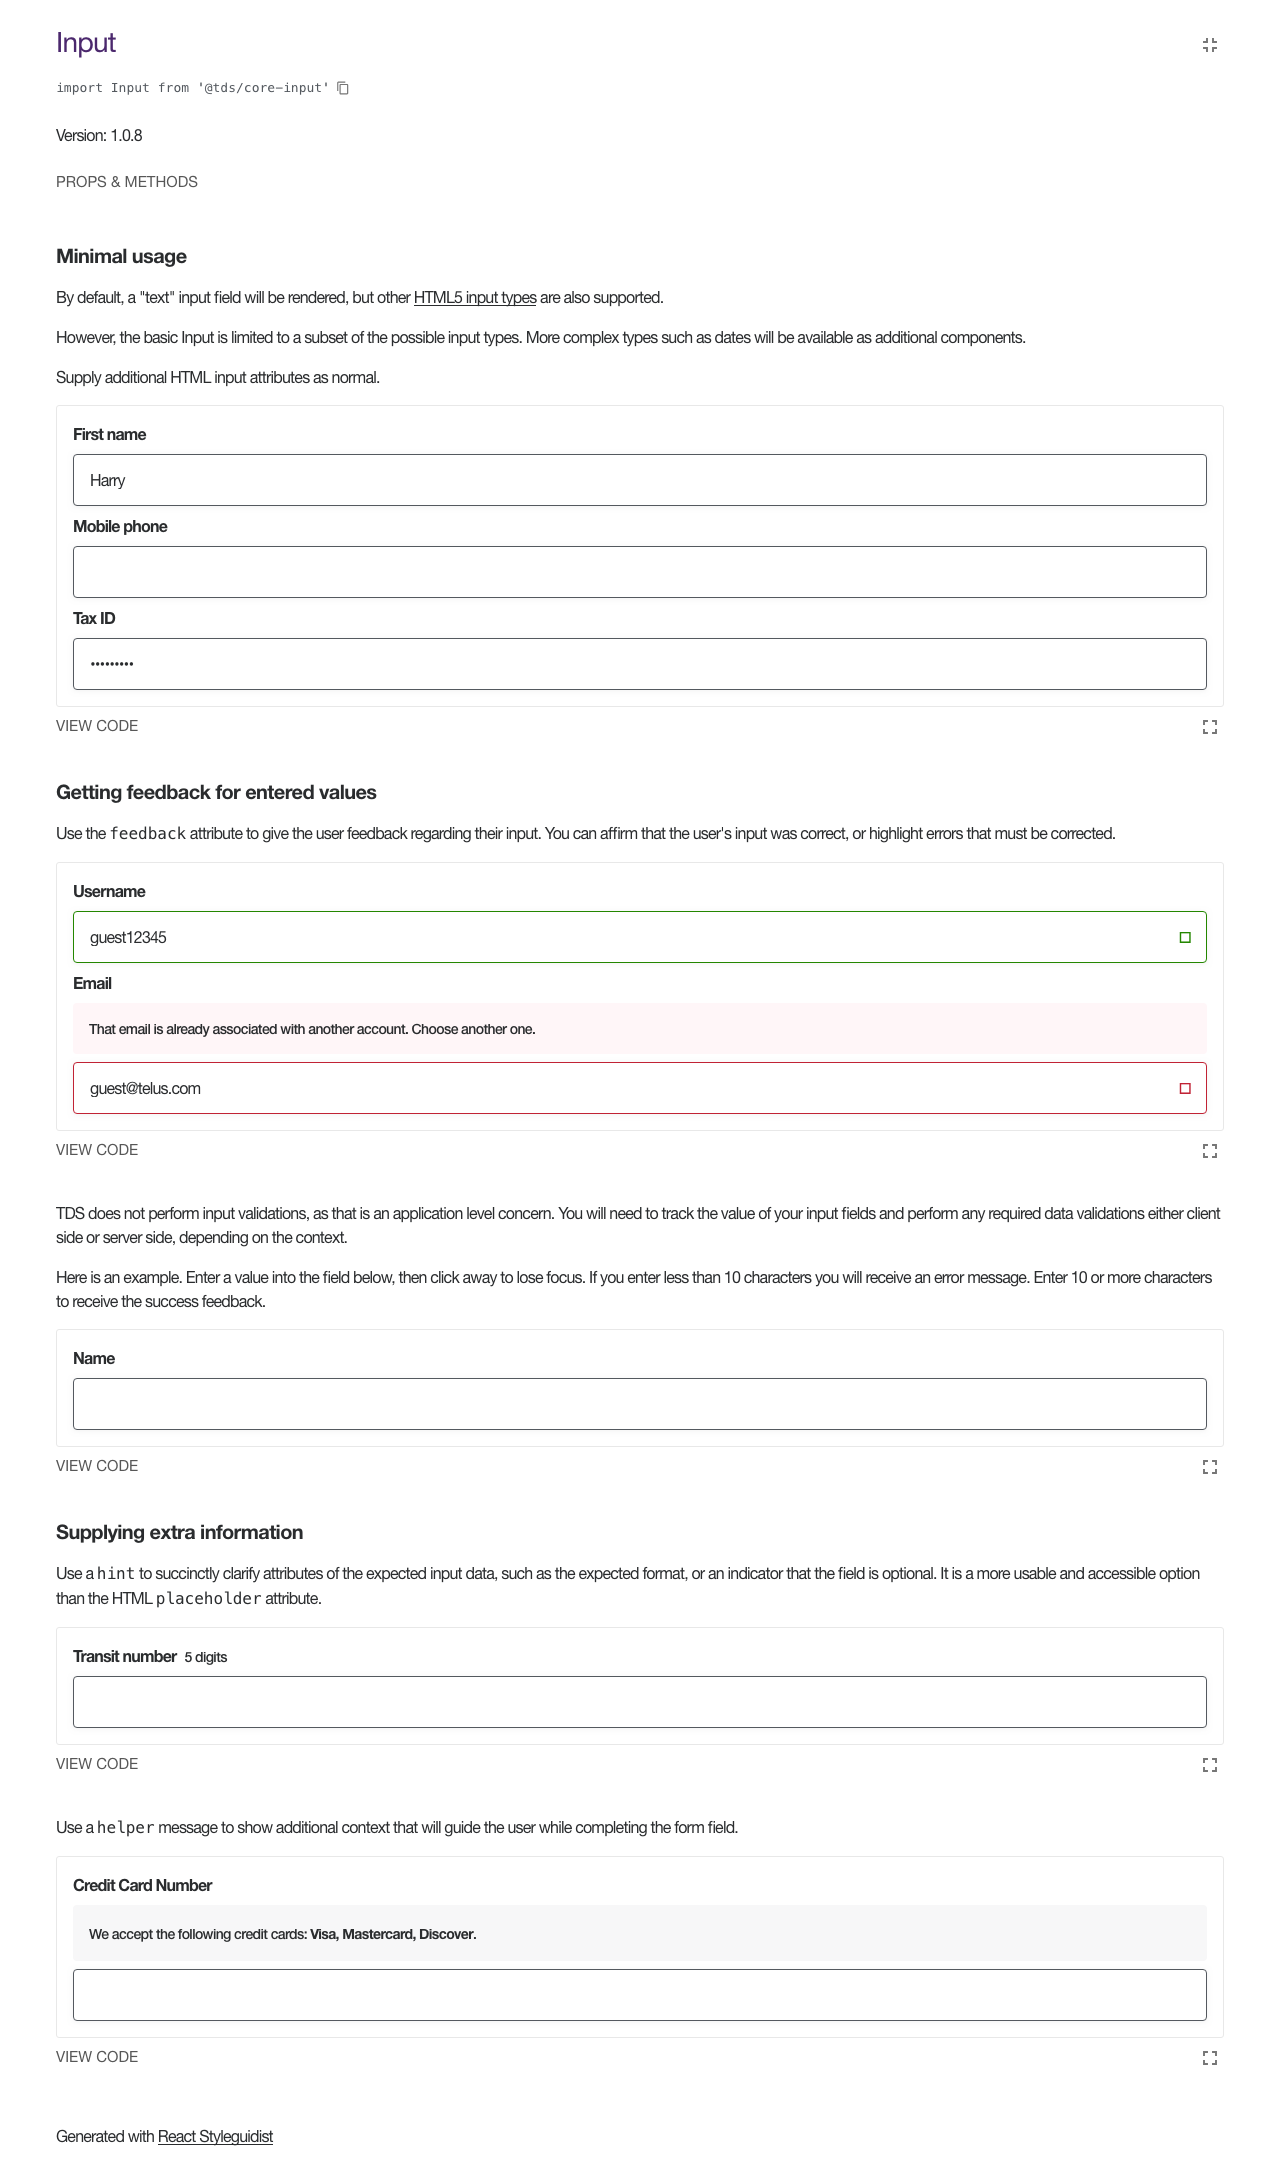 Input
import Input from '@tds/core-input'
Version: 1.0.8
PROPS & METHODS
Minimal usage
By default, a "text" input field will be rendered, but other HTML5 input types are also supported.
However, the basic Input is limited to a subset of the possible input types. More complex types such as dates will be available as additional components.
Supply additional HTML input attributes as normal.
First name
Harry
Mobile phone
Tax ID
•••••••••
VIEW CODE
Getting feedback for entered values
Use the feedback attribute to give the user feedback regarding their input. You can affirm that the user's input was correct, or highlight errors that must be corrected.
Username
guest12345
Email
That email is already associated with another account. Choose another one.
guest@telus.com
VIEW CODE
TDS does not perform input validations, as that is an application level concern. You will need to track the value of your input fields and perform any required data validations either client
side or server side, depending on the context.
Here is an example. Enter a value into the field below, then click away to lose focus. If you enter less than 10 characters you will receive an error message. Enter 10 or more characters
to receive the success feedback.
Name
VIEW CODE
Supplying extra information
Use a hint to succinctly clarify attributes of the expected input data, such as the expected format, or an indicator that the field is optional. It is a more usable and accessible option
than the HTML placeholder attribute.
Transit number 5 digits
VIEW CODE
Use a helper message to show additional context that will guide the user while completing the form field.
Credit Card Number
We accept the following credit cards: Visa, Mastercard, Discover.
VIEW CODE
Generated with React Styleguidist